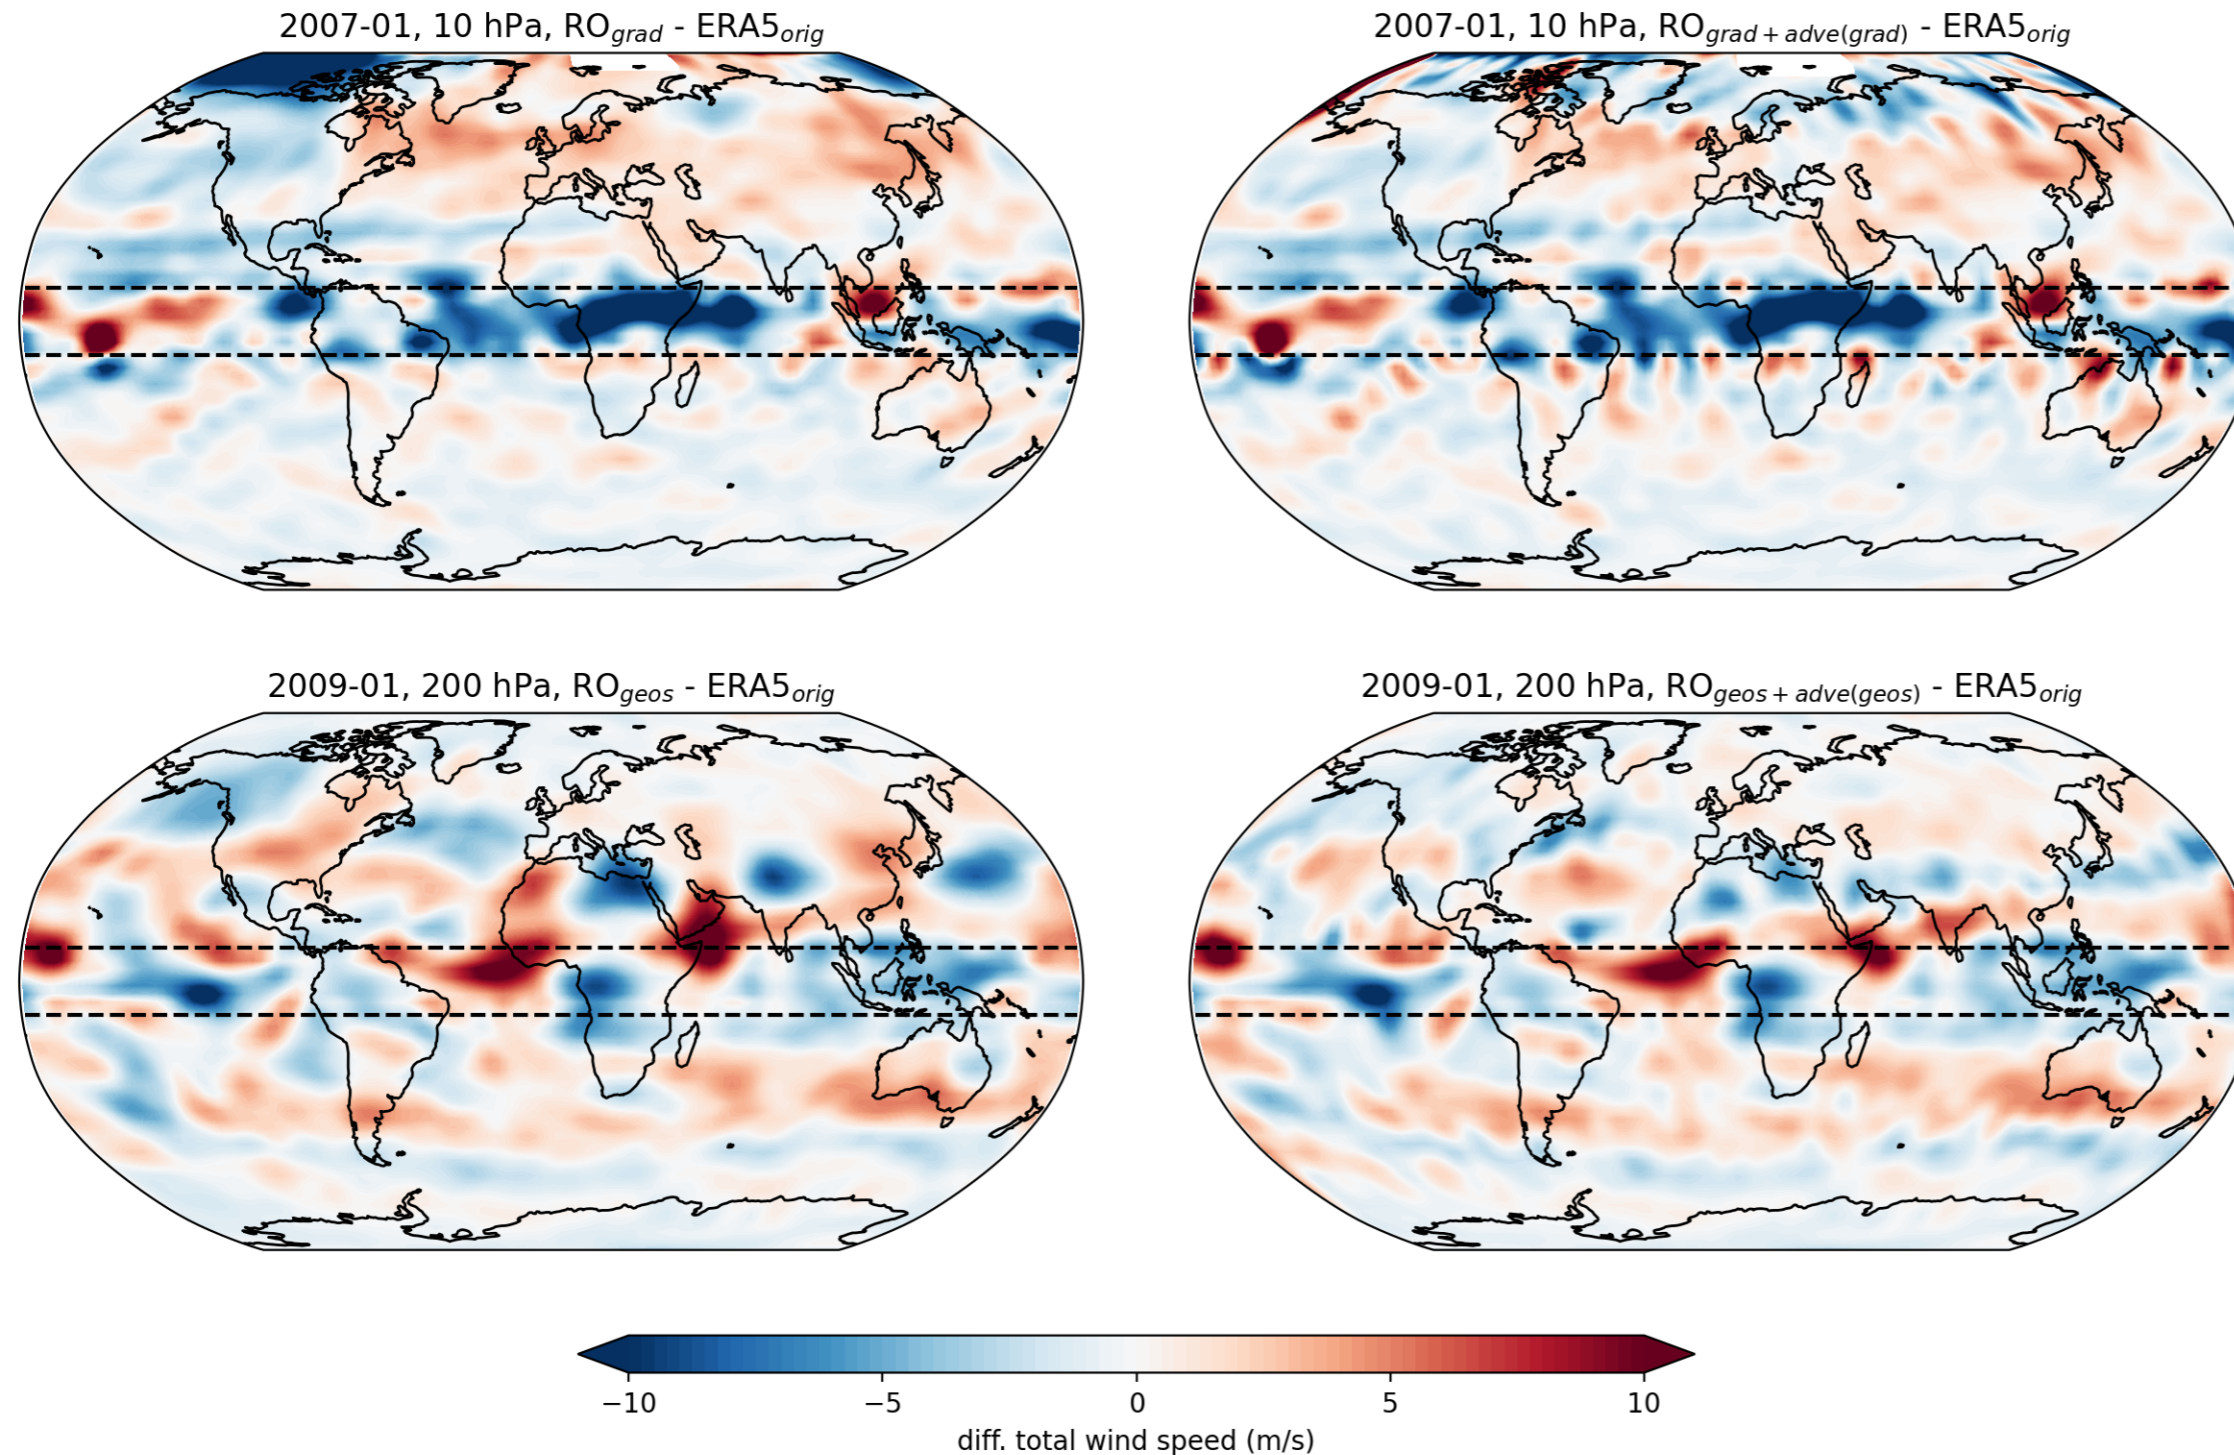 2007-01, 10 hPa, RO_grad - ERA5_orig
2007-01, 10 hPa, RO_grad+adve(grad) - ERA5_orig
2009-01, 200 hPa, RO_geos - ERA5_orig
2009-01, 200 hPa, RO_geos+adve(geos) - ERA5_orig
−10 −5 0 5 10
diff. total wind speed (m/s)